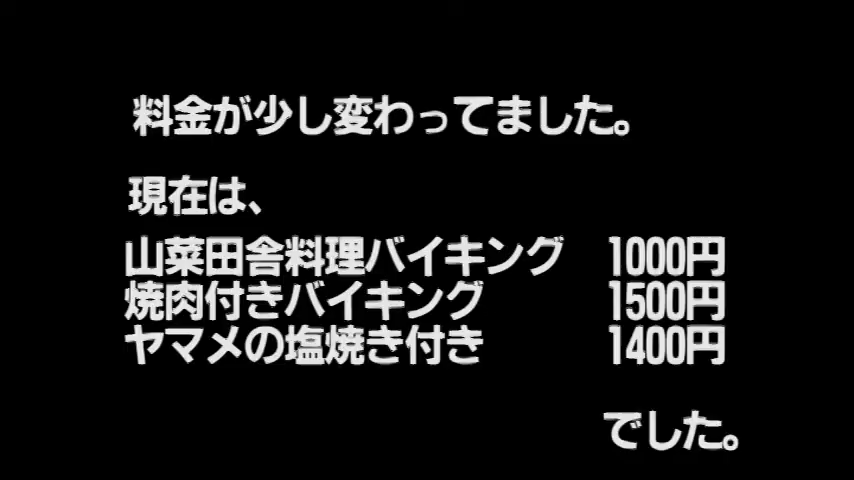 料金が少し変わってました。
現在は、
山菜田舎料理バイキング 1000円
焼肉付きバイキング 1500円
ヤマメの塩焼き付き 1400円
でした。